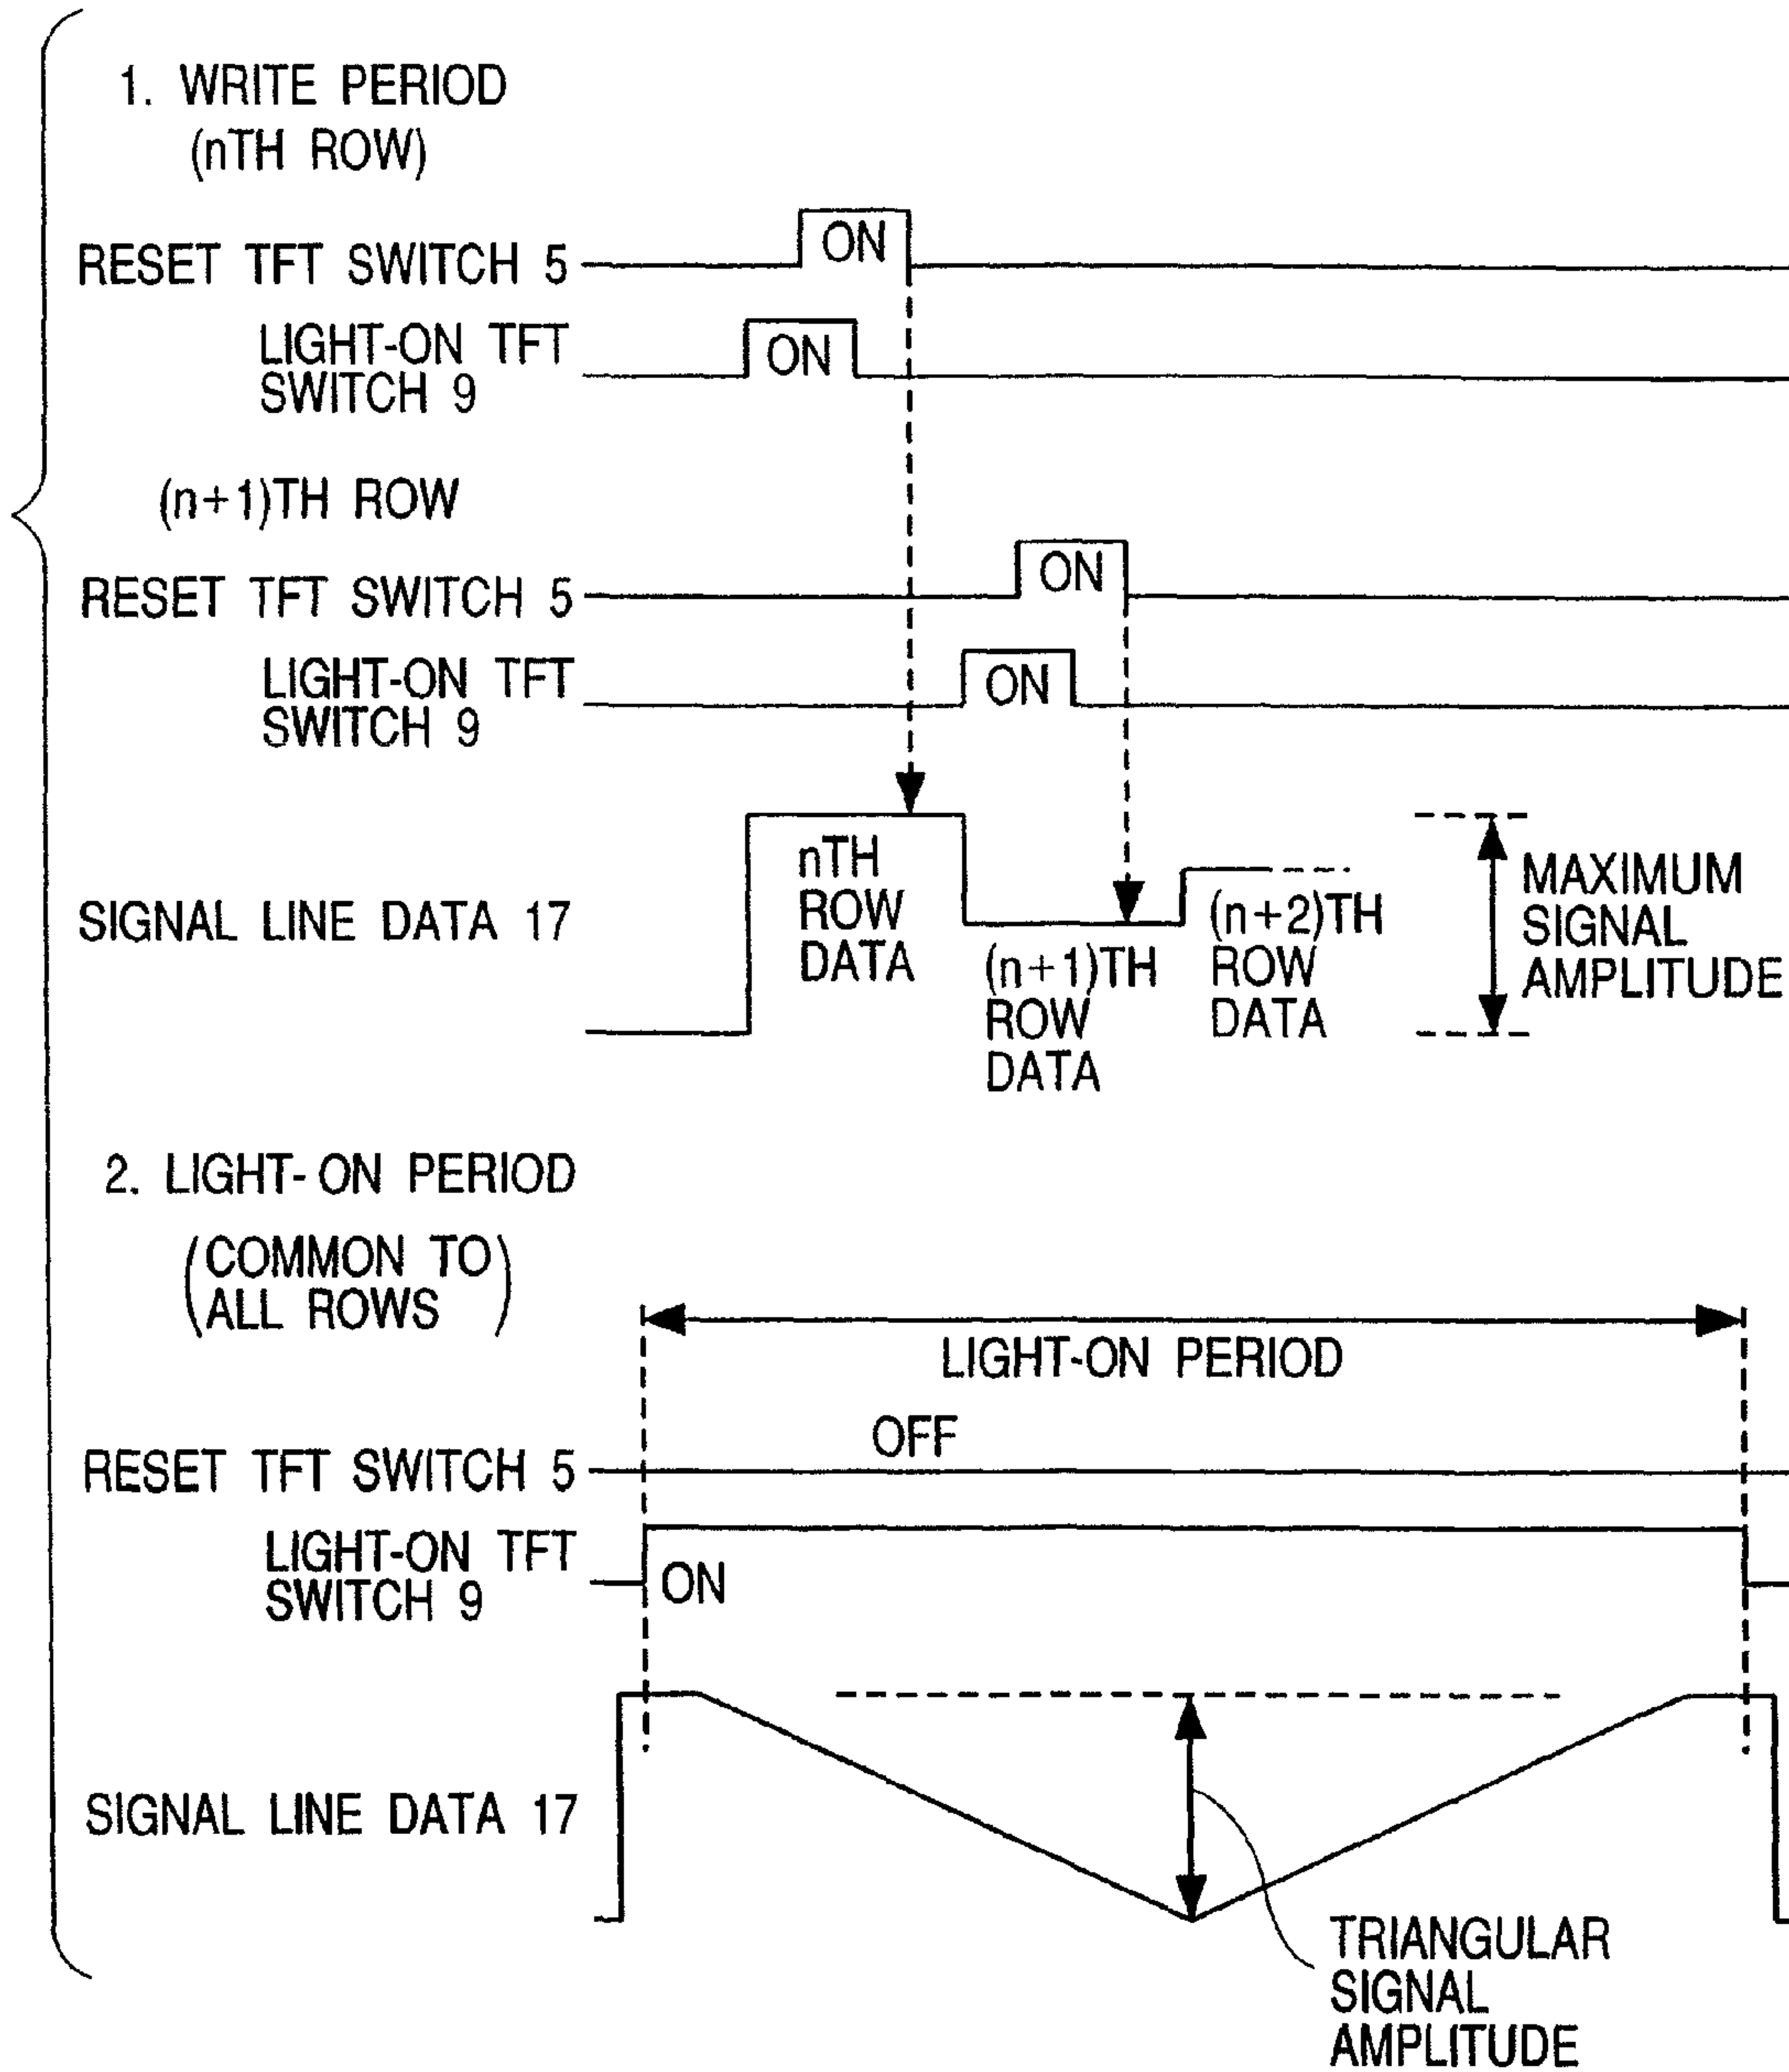 1. WRITE PERIOD
(nTH ROW)
RESET TFT SWITCH 5
ON
LIGHT-ON TFT
SWITCH 9
ON
(n+1)TH ROW
RESET TFT SWITCH 5
ON
LIGHT-ON TFT
SWITCH 9
ON
SIGNAL LINE DATA 17
nTH
ROW
DATA
(n+1)TH
ROW
DATA
(n+2)TH
ROW
DATA
MAXIMUM
SIGNAL
AMPLITUDE
2. LIGHT-ON PERIOD
(COMMON TO
ALL ROWS)
LIGHT-ON PERIOD
RESET TFT SWITCH 5
OFF
LIGHT-ON TFT
SWITCH 9
ON
SIGNAL LINE DATA 17
TRIANGULAR
SIGNAL
AMPLITUDE